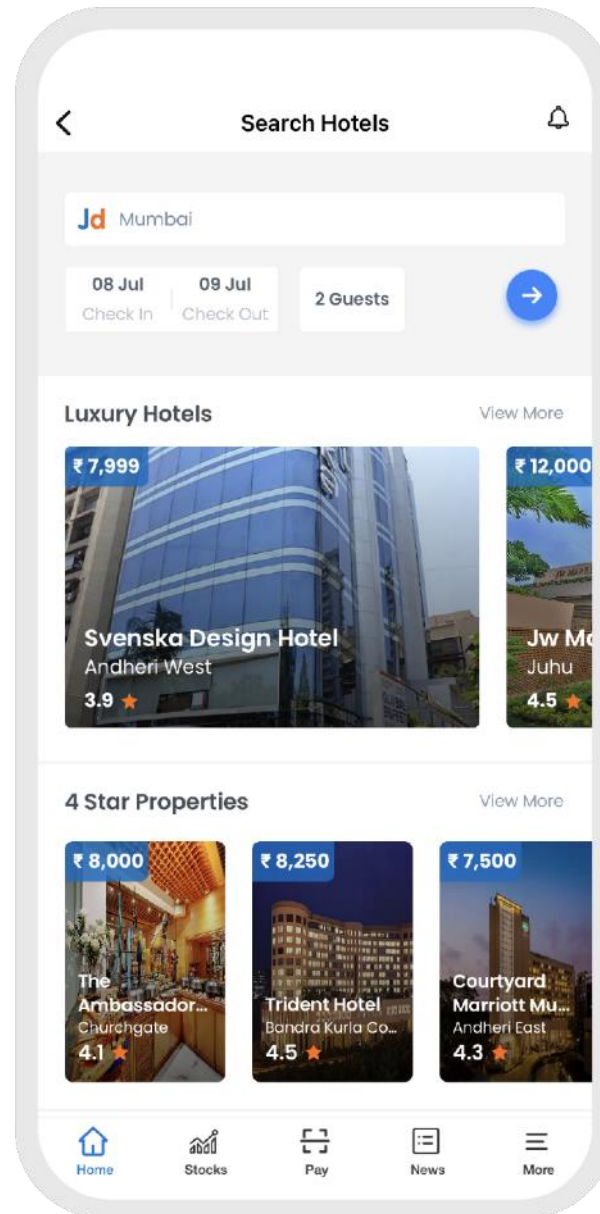 Search Hotels
Jd Mumbai
08 Jul 09 Jul
Check In Check Out
2 Guests
Luxury Hotels View More
₹ 7,999
Svenska Design Hotel
Andheri West
3.9
₹ 12,000
Jw Ma
Juhu
4.5
4 Star Properties View More
₹ 8,000
The
Ambassador...
Churchgate
4.1
₹ 8,250
Trident Hotel
Bandra Kurla Co...
4.5
₹ 7,500
Courtyard
Marriott Mu...
Andheri East
4.3
Home Stocks Pay News More